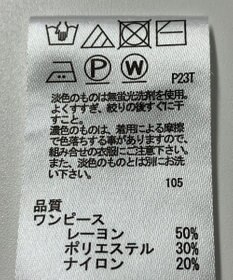 P23T
淡色のものは無蛍光洗剤を使用。
よくすすぎ、絞りの後すぐに干
すこと。
濃色のものは、着用による摩擦
で色落ちする事がありますので、
組み合せの衣服にご注意下さい。
また、淡色のものとは別にお洗
い下さい。
105
品質
ワンピース
レーヨン 50%
ポリエステル 30%
ナイロン 20%